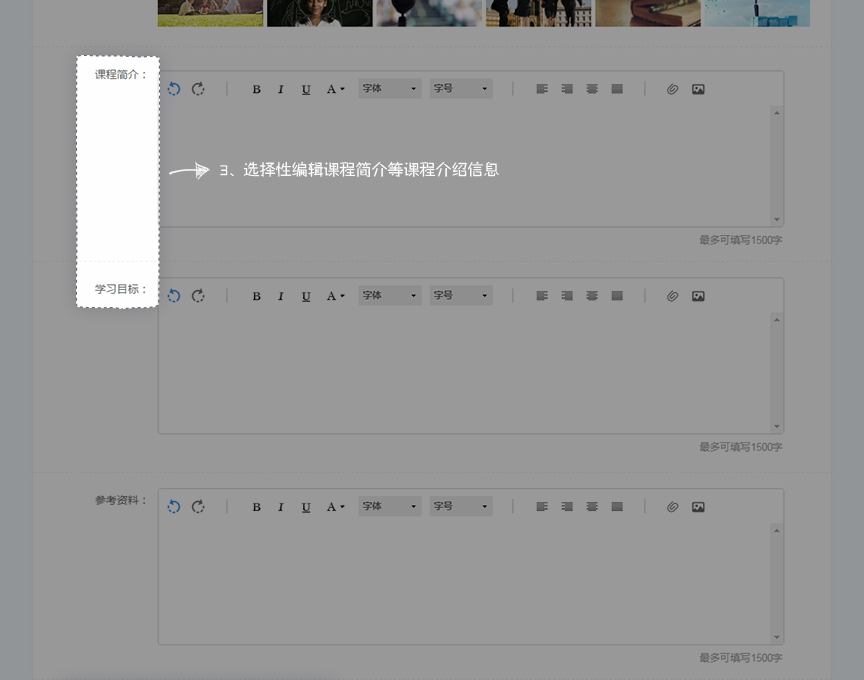 课程简介：
B I U A 字体 字号
3、选择性编辑课程简介等课程介绍信息
最多可填写1500字
学习目标：
B I U A 字体 字号
最多可填写1500字
参考资料：
B I U A 字体 字号
最多可填写1500字